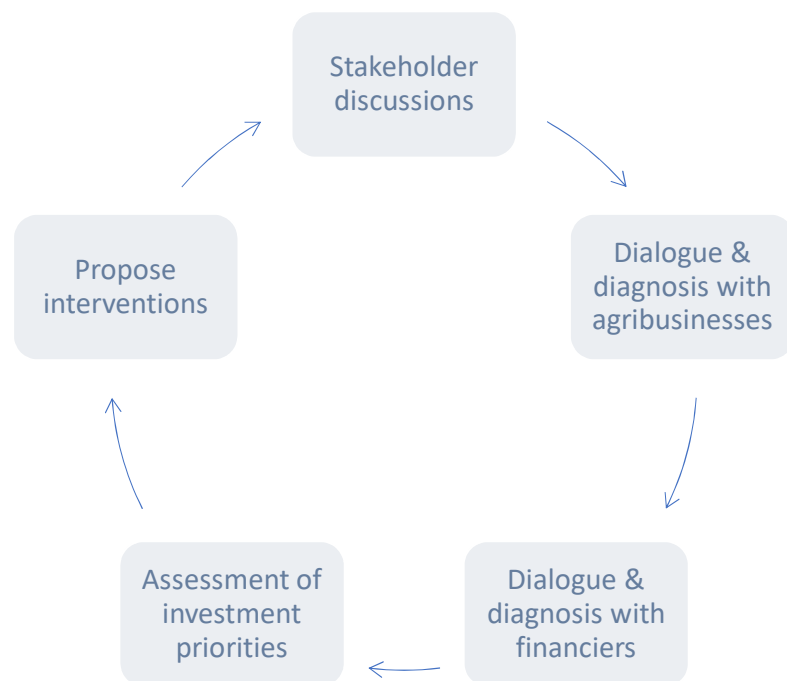 Stakeholder
discussions
Dialogue &
diagnosis with
agribusinesses
Dialogue &
diagnosis with
financiers
Assessment of
investment
priorities
Propose
interventions